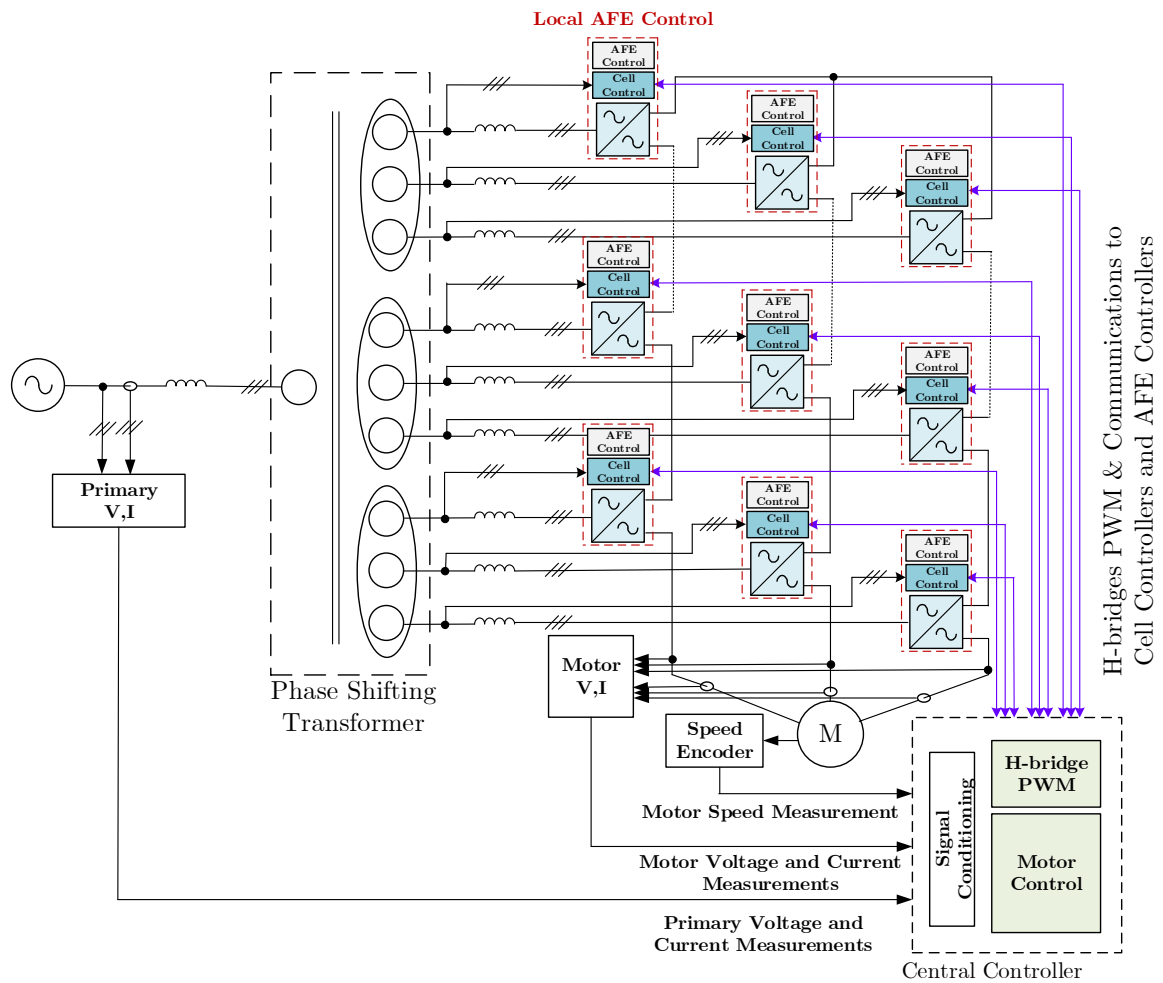 Local AFE Control
AFE
Control
Cell
Control
AFE
Control
Cell
Control
AFE
Control
Cell
Control
AFE
Control
Cell
Control
AFE
Control
Cell
Control
AFE
Control
Cell
Control
AFE
Control
Cell
Control
AFE
Control
Cell
Control
AFE
Control
Cell
Control
H-bridges PWM & Communications to
Cell Controllers and AFE Controllers
Primary
V,I
Phase Shifting
Transformer
Motor
V,I
Speed
Encoder
M
Motor Speed Measurement
Motor Voltage and Current
Measurements
Primary Voltage and
Current Measurements
Signal
Conditioning
H-bridge
PWM
Motor
Control
Central Controller